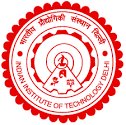 भारतीय प्रौद्योगिकी संस्थान दिल्ली
INDIAN INSTITUTE OF TECHNOLOGY DELHI